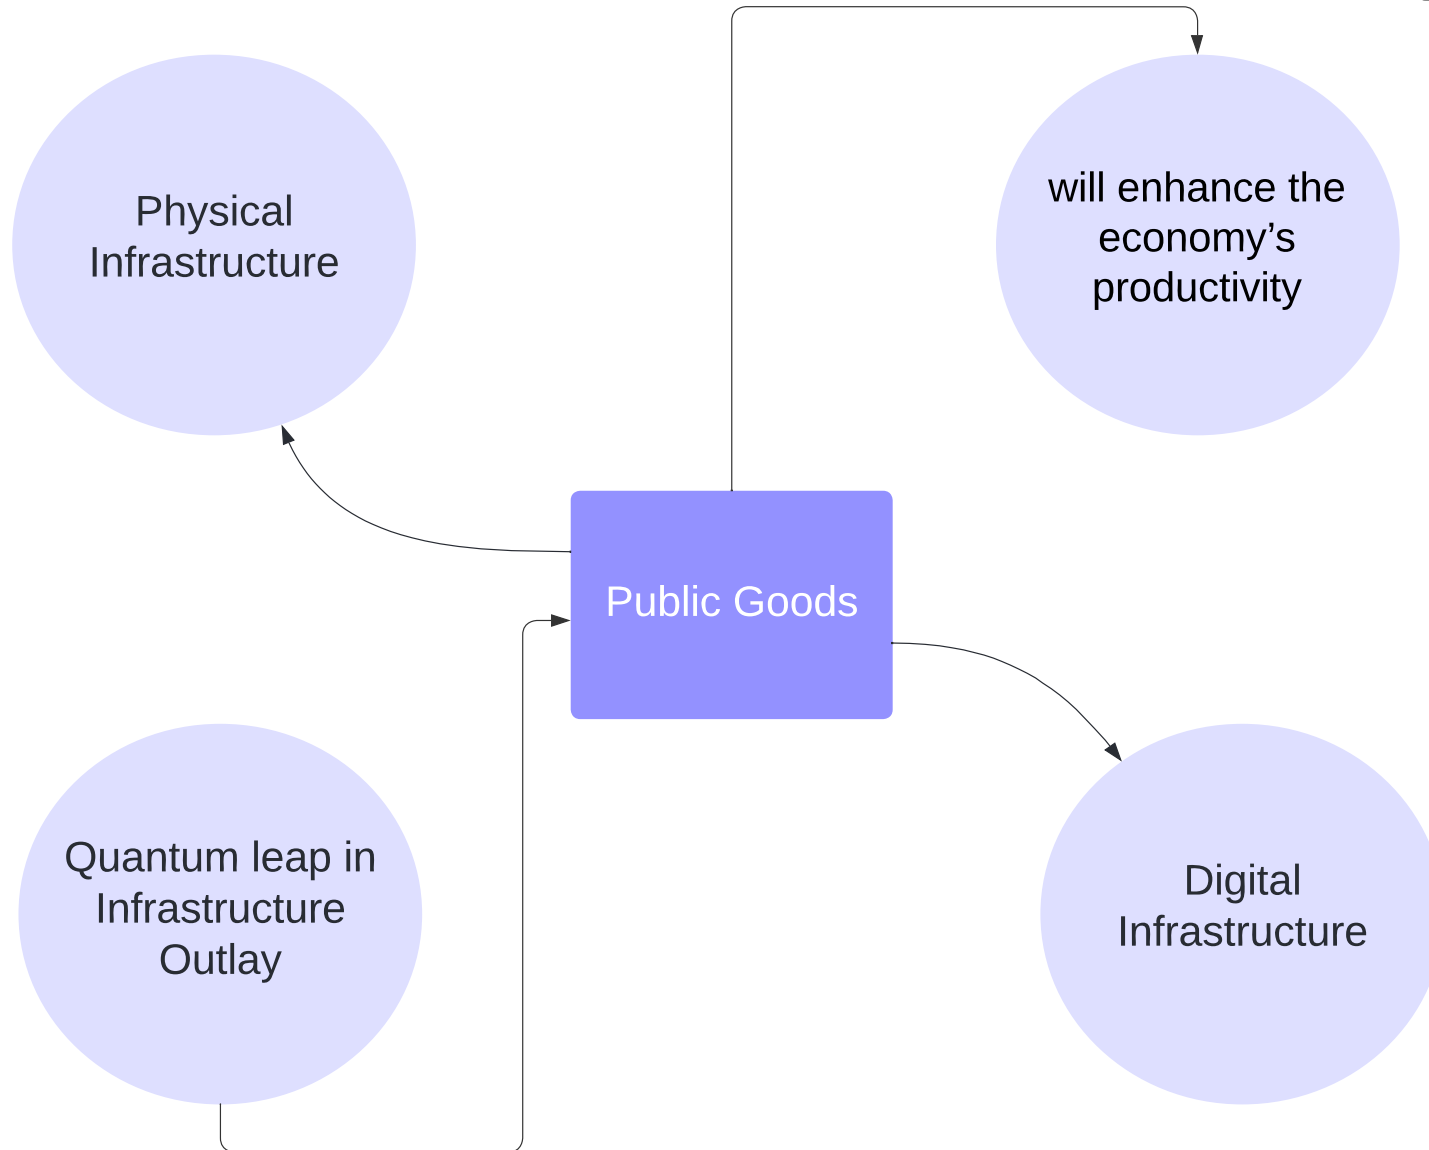 Physical
Infrastructure
will enhance the
economy’s
productivity
Public Goods
Quantum leap in
Infrastructure
Outlay
Digital
Infrastructure